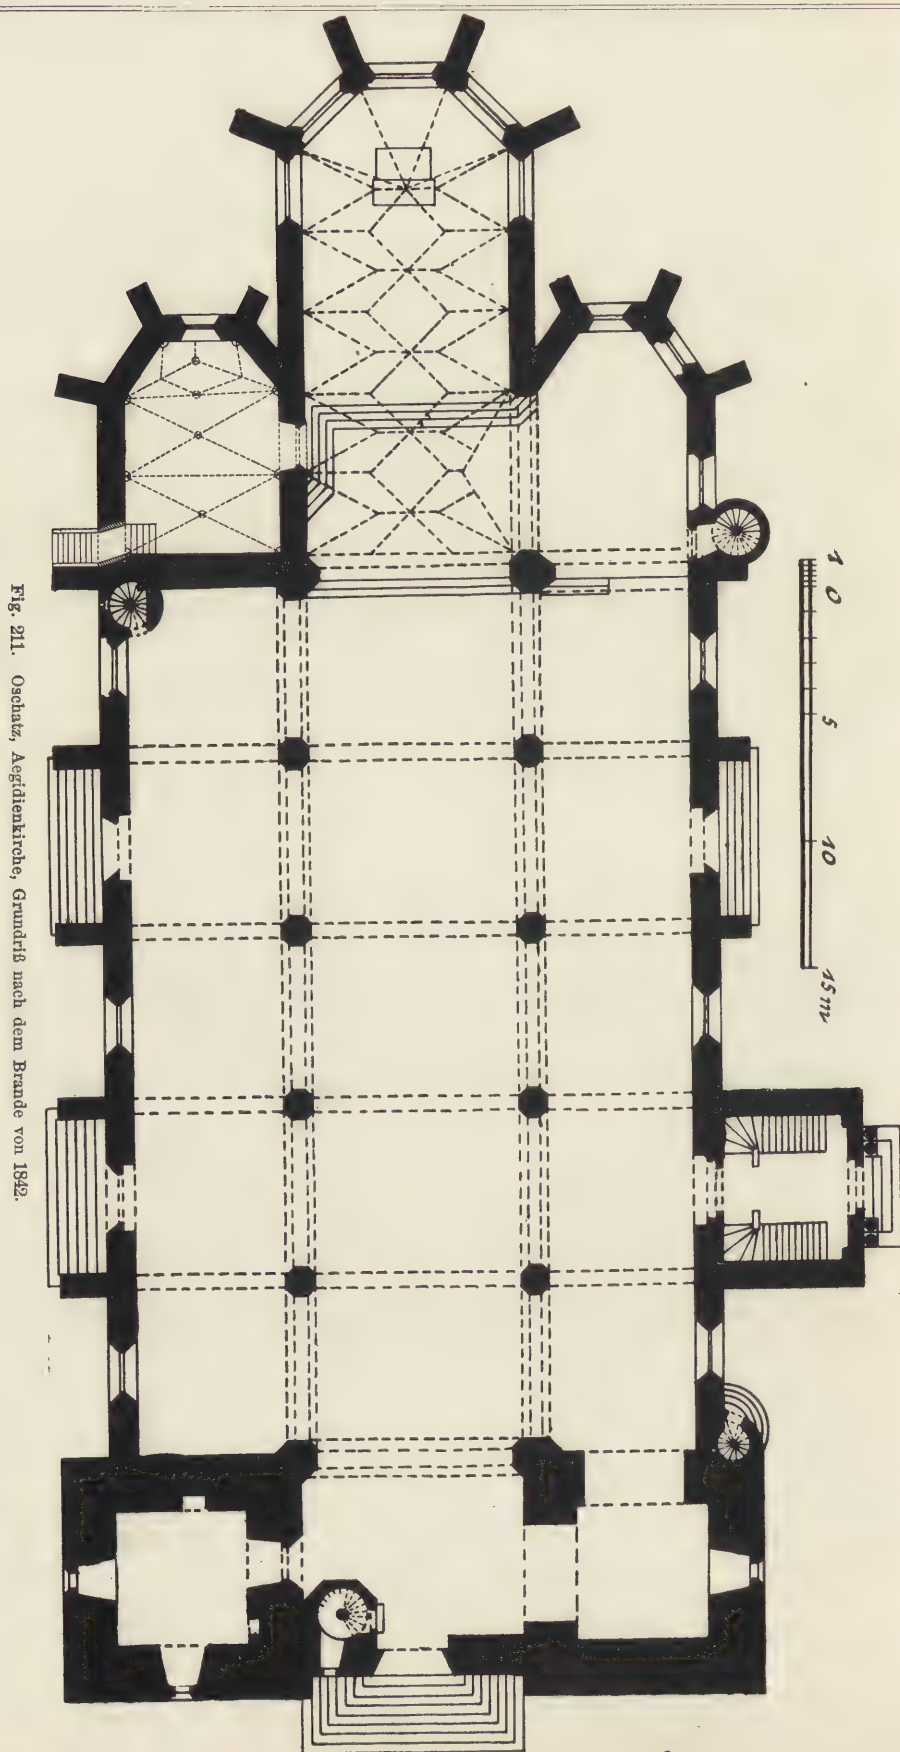 Fig. 211. Oschatz, Aegidienkirche, Grundriß nach dem Brande von 1842.
1 0 5 10 15 m